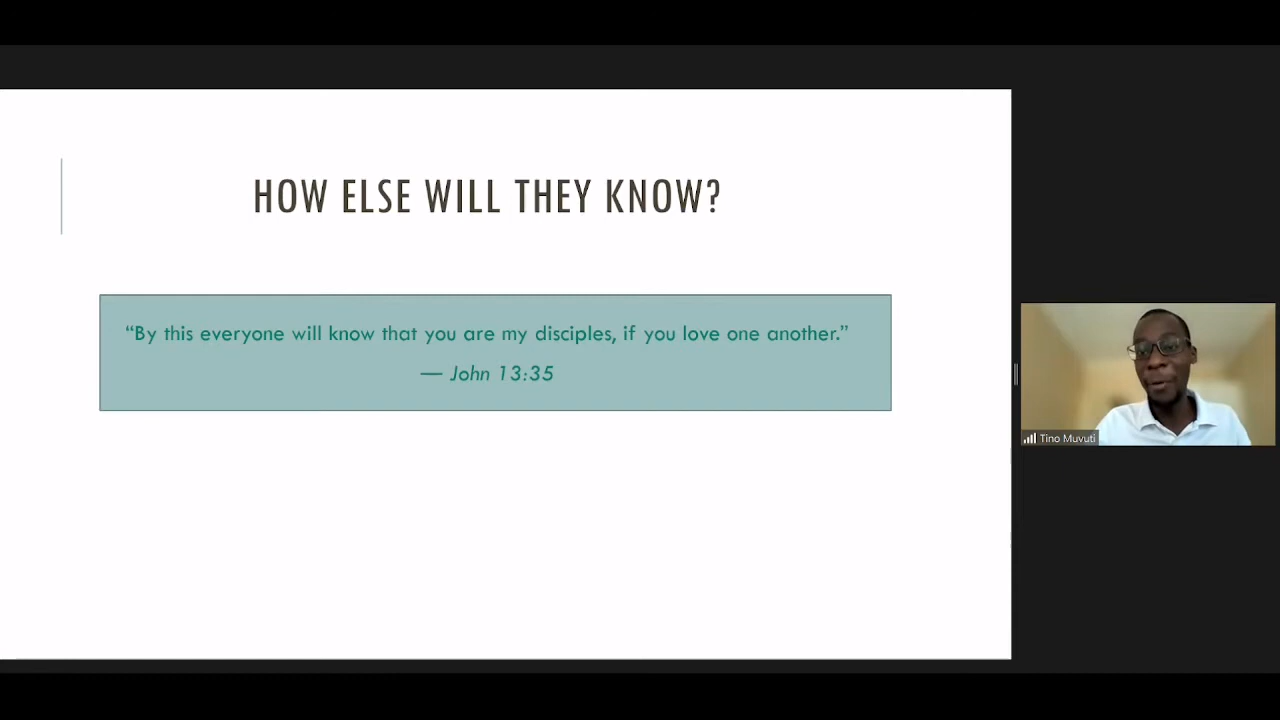 HOW ELSE WILL THEY KNOW?
“By this everyone will know that you are my disciples, if you love one another.”
— John 13:35
Tino Muvuti